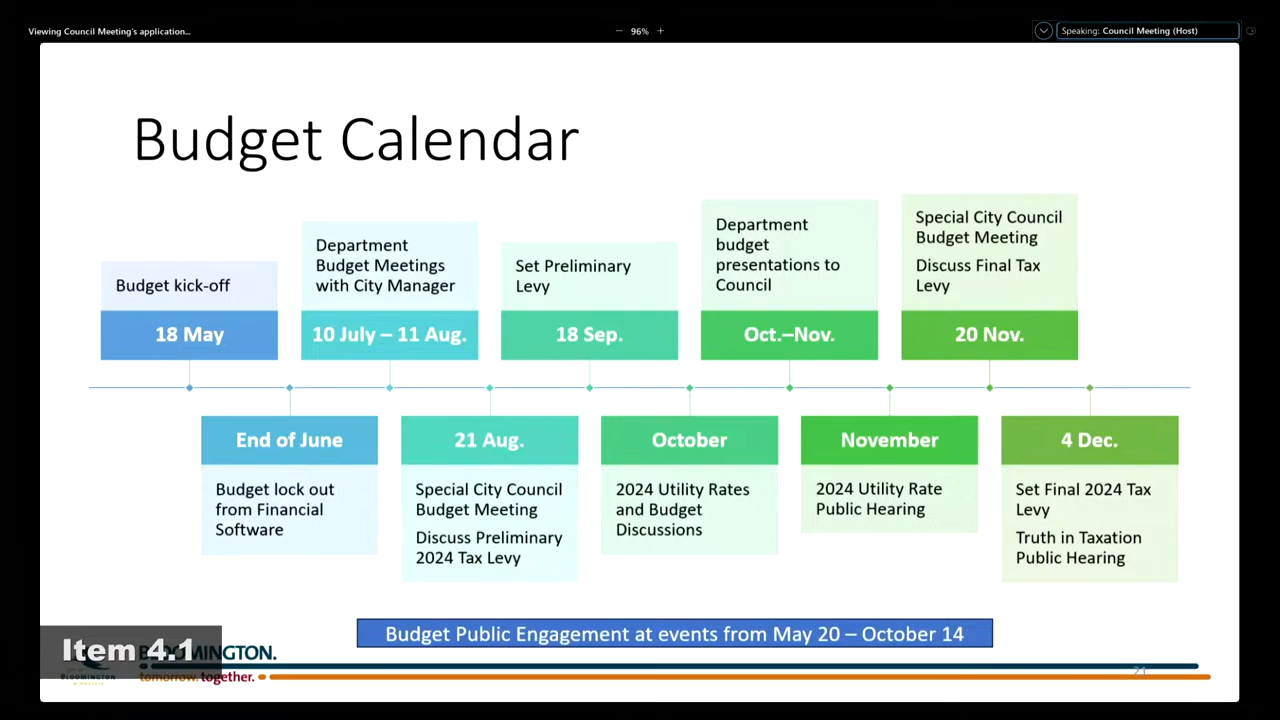 Viewing Council Meeting's application...
96%
Speaking: Council Meeting (Host)
Budget Calendar
Budget kick-off
18 May
Department
Budget Meetings
with City Manager
10 July – 11 Aug.
Set Preliminary
Levy
18 Sep.
Department
budget
presentations to
Council
Oct.–Nov.
Special City Council
Budget Meeting
Discuss Final Tax
Levy
20 Nov.
End of June
Budget lock out
from Financial
Software
21 Aug.
Special City Council
Budget Meeting
Discuss Preliminary
2024 Tax Levy
October
2024 Utility Rates
and Budget
Discussions
November
2024 Utility Rate
Public Hearing
4 Dec.
Set Final 2024 Tax
Levy
Truth in Taxation
Public Hearing
Budget Public Engagement at events from May 20 – October 14
Item 4.1
BLOOMINGTON.
tomorrow.together.
BLOOMINGTON
21